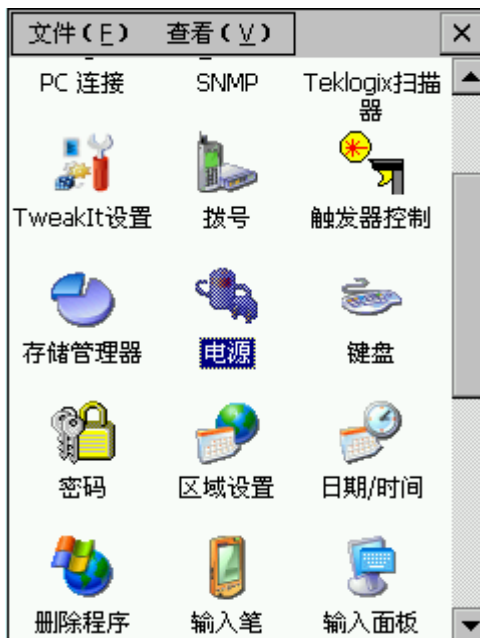 文件(F) 查看(V)
PC 连接 SNMP Teklogix扫描
器
TweakIt设置 拨号 触发器控制
存储管理器 电源 键盘
密码 区域设置 日期/时间
删除程序 输入笔 输入面板